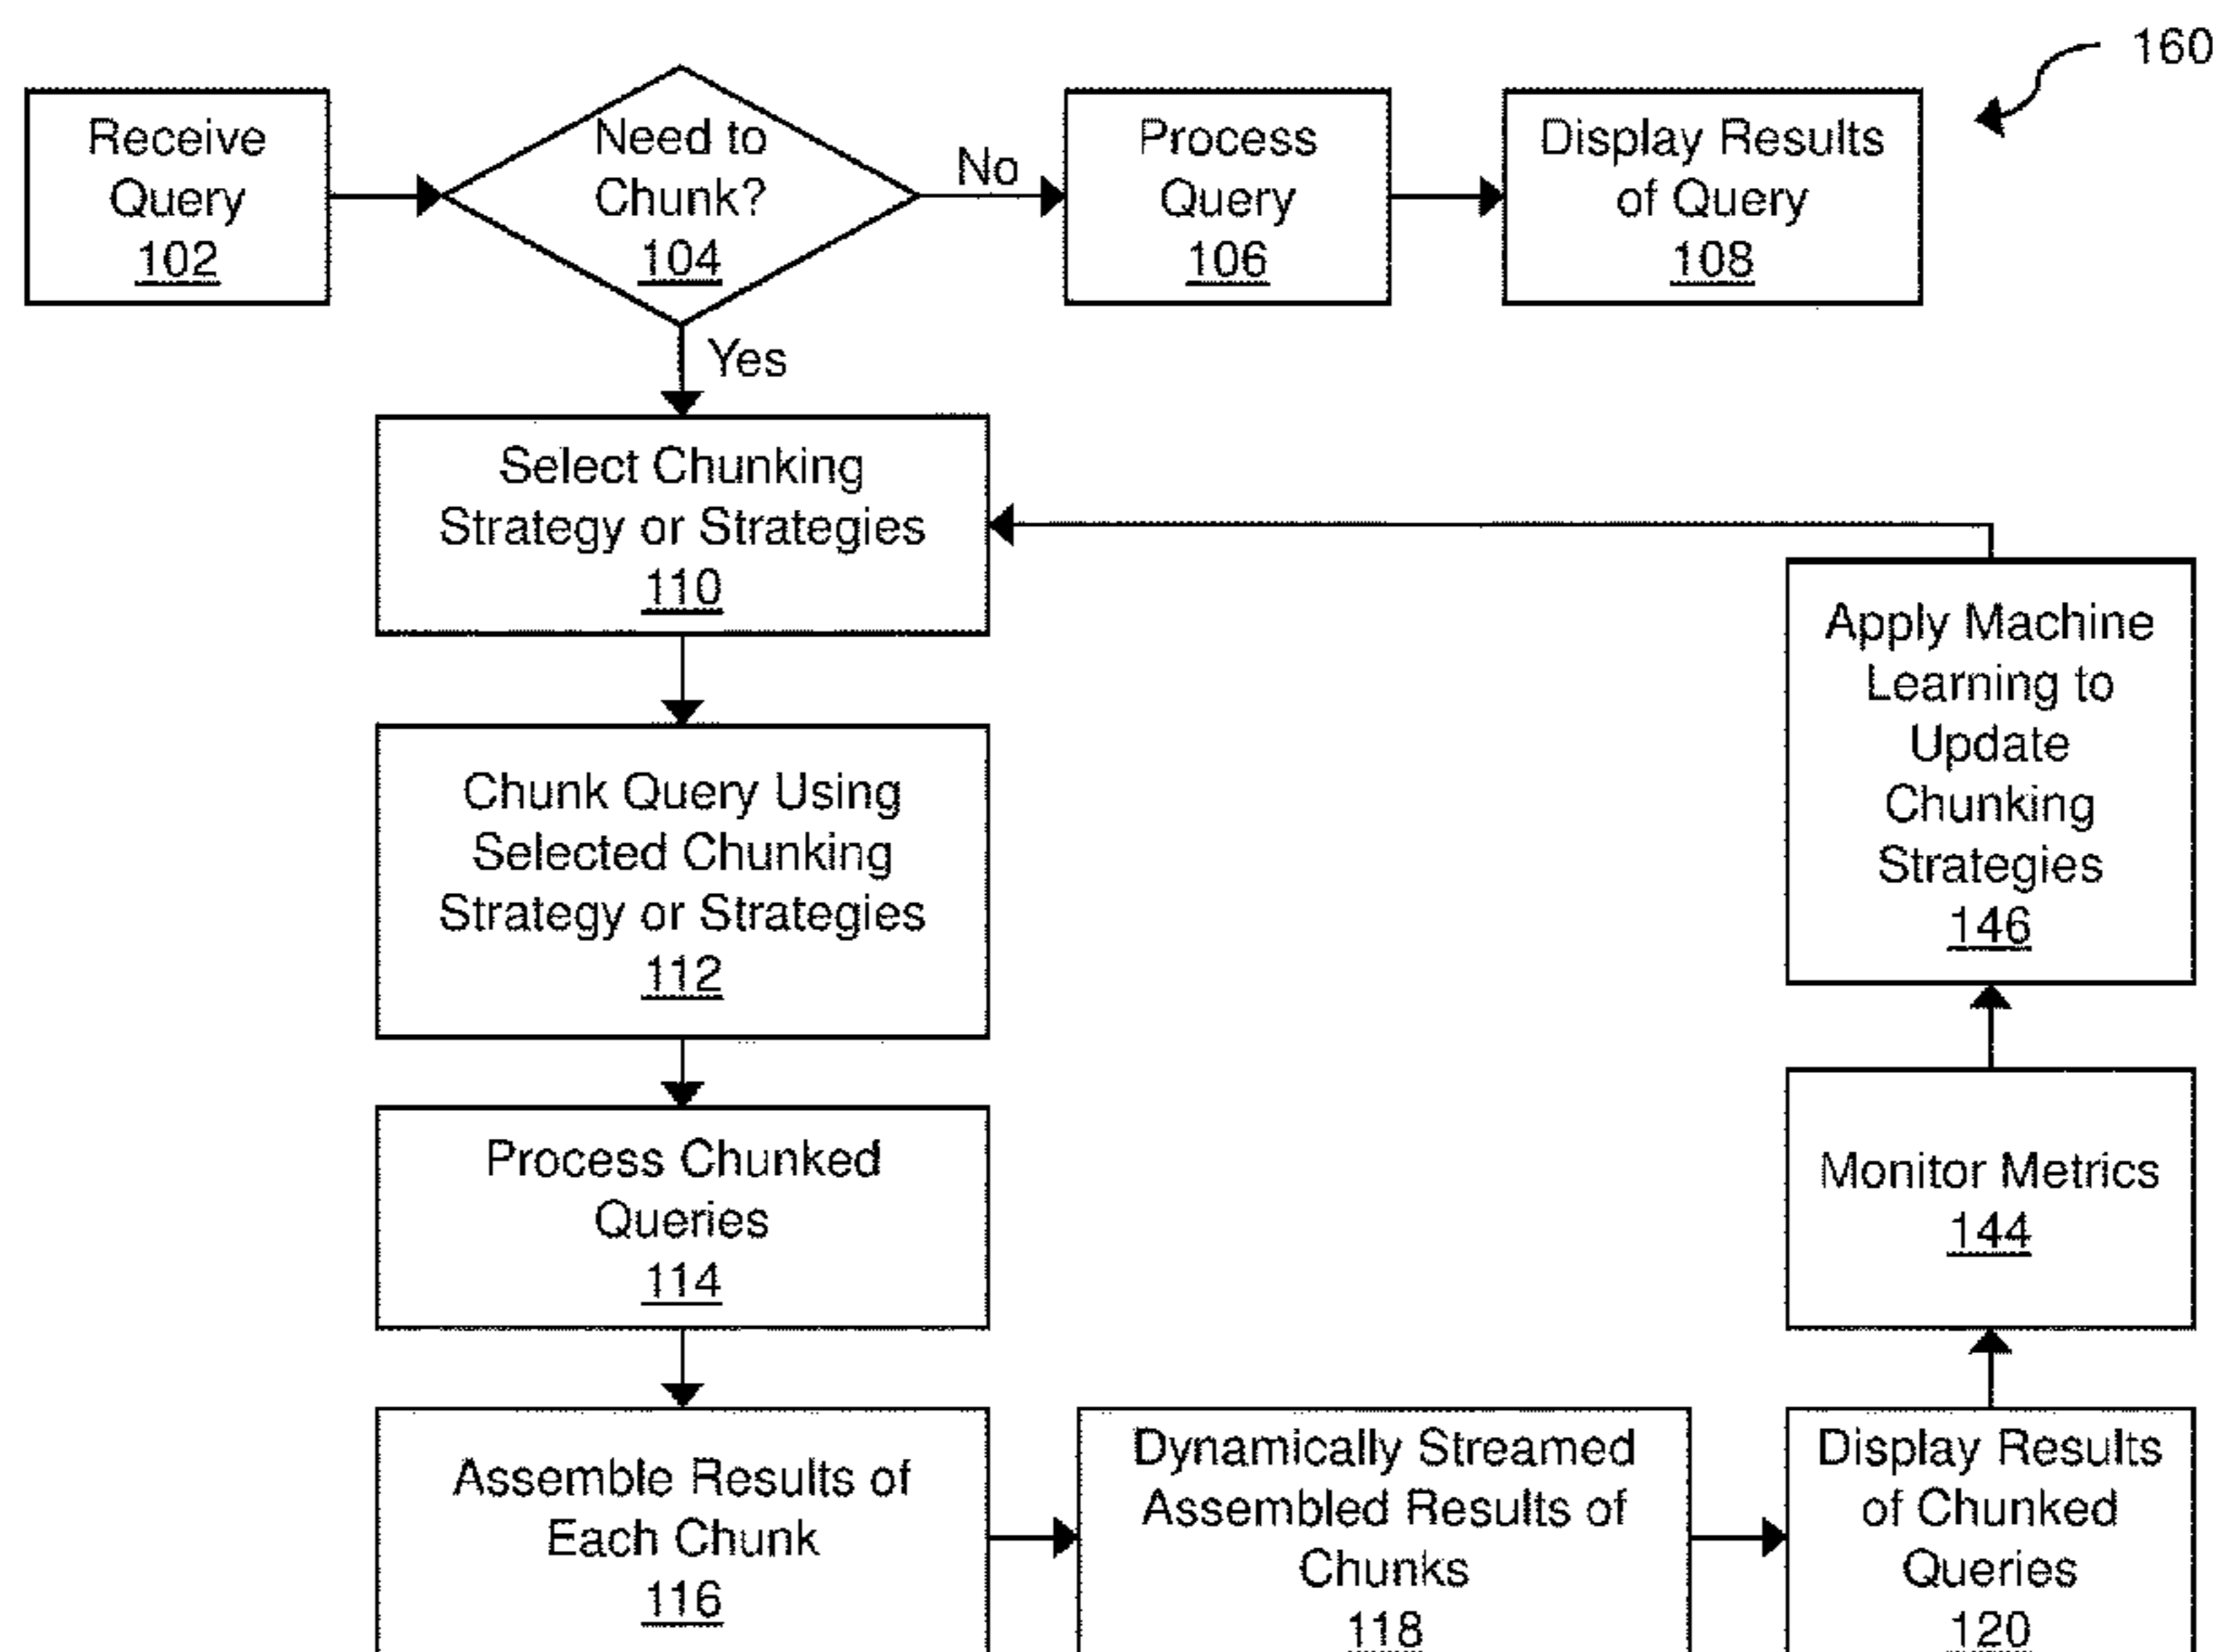 160
Receive
Query
102
Need to
Chunk?
104
No
Process
Query
106
Display Results
of Query
108
Yes
Select Chunking
Strategy or Strategies
110
Chunk Query Using
Selected Chunking
Strategy or Strategies
112
Process Chunked
Queries
114
Assemble Results of
Each Chunk
116
Dynamically Streamed
Assembled Results of
Chunks
118
Display Results
of Chunked
Queries
120
Monitor Metrics
144
Apply Machine
Learning to
Update
Chunking
Strategies
146